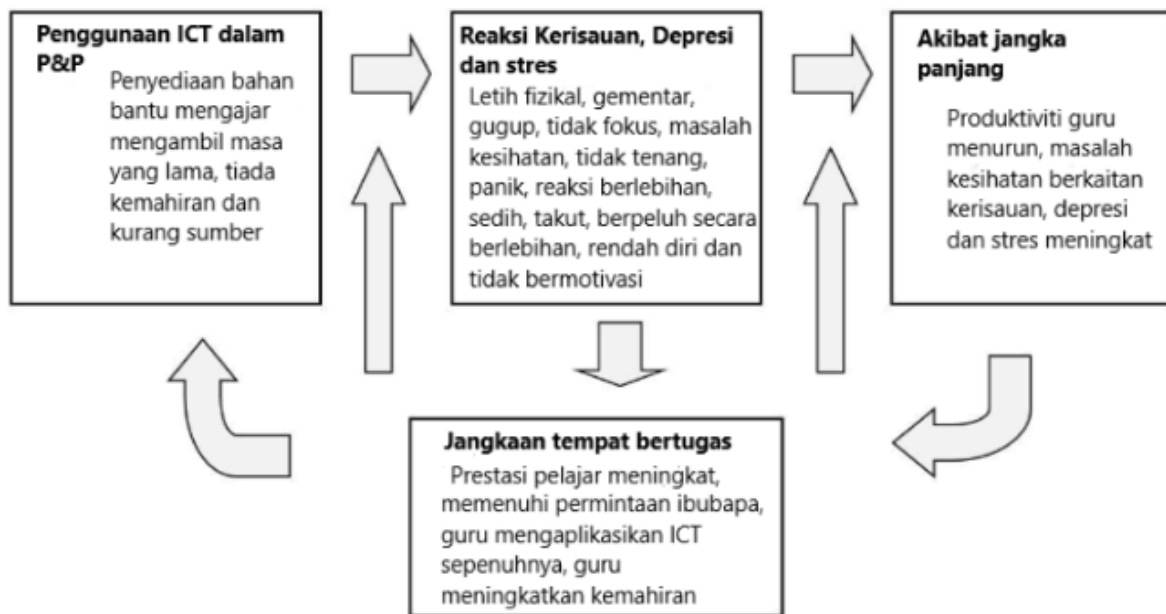 Penggunaan ICT dalam
P&P
Penyediaan bahan
bantu mengajar
mengambil masa
yang lama, tiada
kemahiran dan
kurang sumber
Reaksi Kerisauan, Depresi
dan stres
Letih fizikal, gementar,
gugup, tidak fokus, masalah
kesihatan, tidak tenang,
panik, reaksi berlebihan,
sedih, takut, berpeluh secara
berlebihan, rendah diri dan
tidak bermotivasi
Akibat jangka
panjang
Produktiviti guru
menurun, masalah
kesihatan berkaitan
kerisauan, depresi
dan stres meningkat
Jangkaan tempat bertugas
Prestasi pelajar meningkat,
memenuhi permintaan ibubapa,
guru mengaplikasikan ICT
sepenuhnya, guru
meningkatkan kemahiran